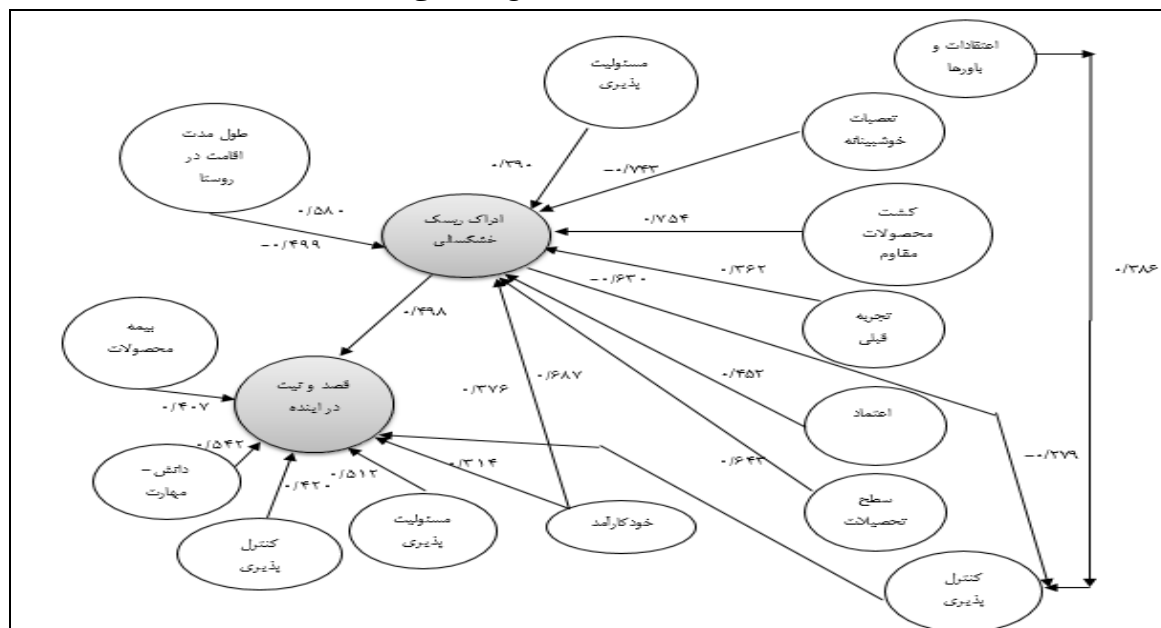 اعتقادات و
باورها
مسئولیت
پذیری
تعصبات
خوشبینانه
طول مدت
اقامت در
روستا
۰/۳۹۰
-۰/۷۴۳
۰/۵۸۰
ادراک ریسک
خشکسالی
۰/۷۵۴
کشت
محصولات
مقاوم
-۰/۴۹۹
۰/۳۶۲
-۰/۶۳۰
۰/۳۸۶
تجربه
قبلی
۰/۴۹۸
بیمه
محصولات
۰/۳۷۶
۰/۶۸۷
۰/۴۵۲
قصد و نیت
در اینده
۰/۴۰۷
اعتماد
۰/۵۴۲
۰/۳۱۴
۰/۶۴۳
-۰/۲۷۹
دانش-
مهارت
۰/۴۲۰
۰/۵۱۲
سطح
تحصیلات
کنترل
پذیری
مسئولیت
پذیری
خودکارآمد
کنترل
پذیری